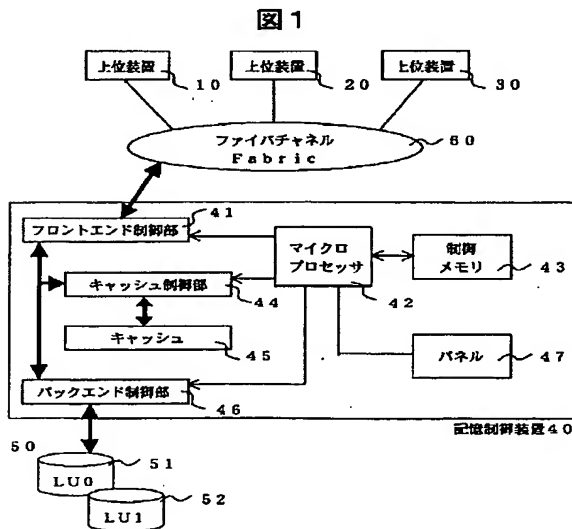 図1
上位装置
10
上位装置
20
上位装置
30
ファイバチャネル
Fabric
60
41
フロントエンド制御部
マイクロ
プロセッサ
42
制御
メモリ
43
キャッシュ制御部
44
キャッシュ
45
パネル
47
バックエンド制御部
46
記憶制御装置40
50
51
LU0
52
LU1